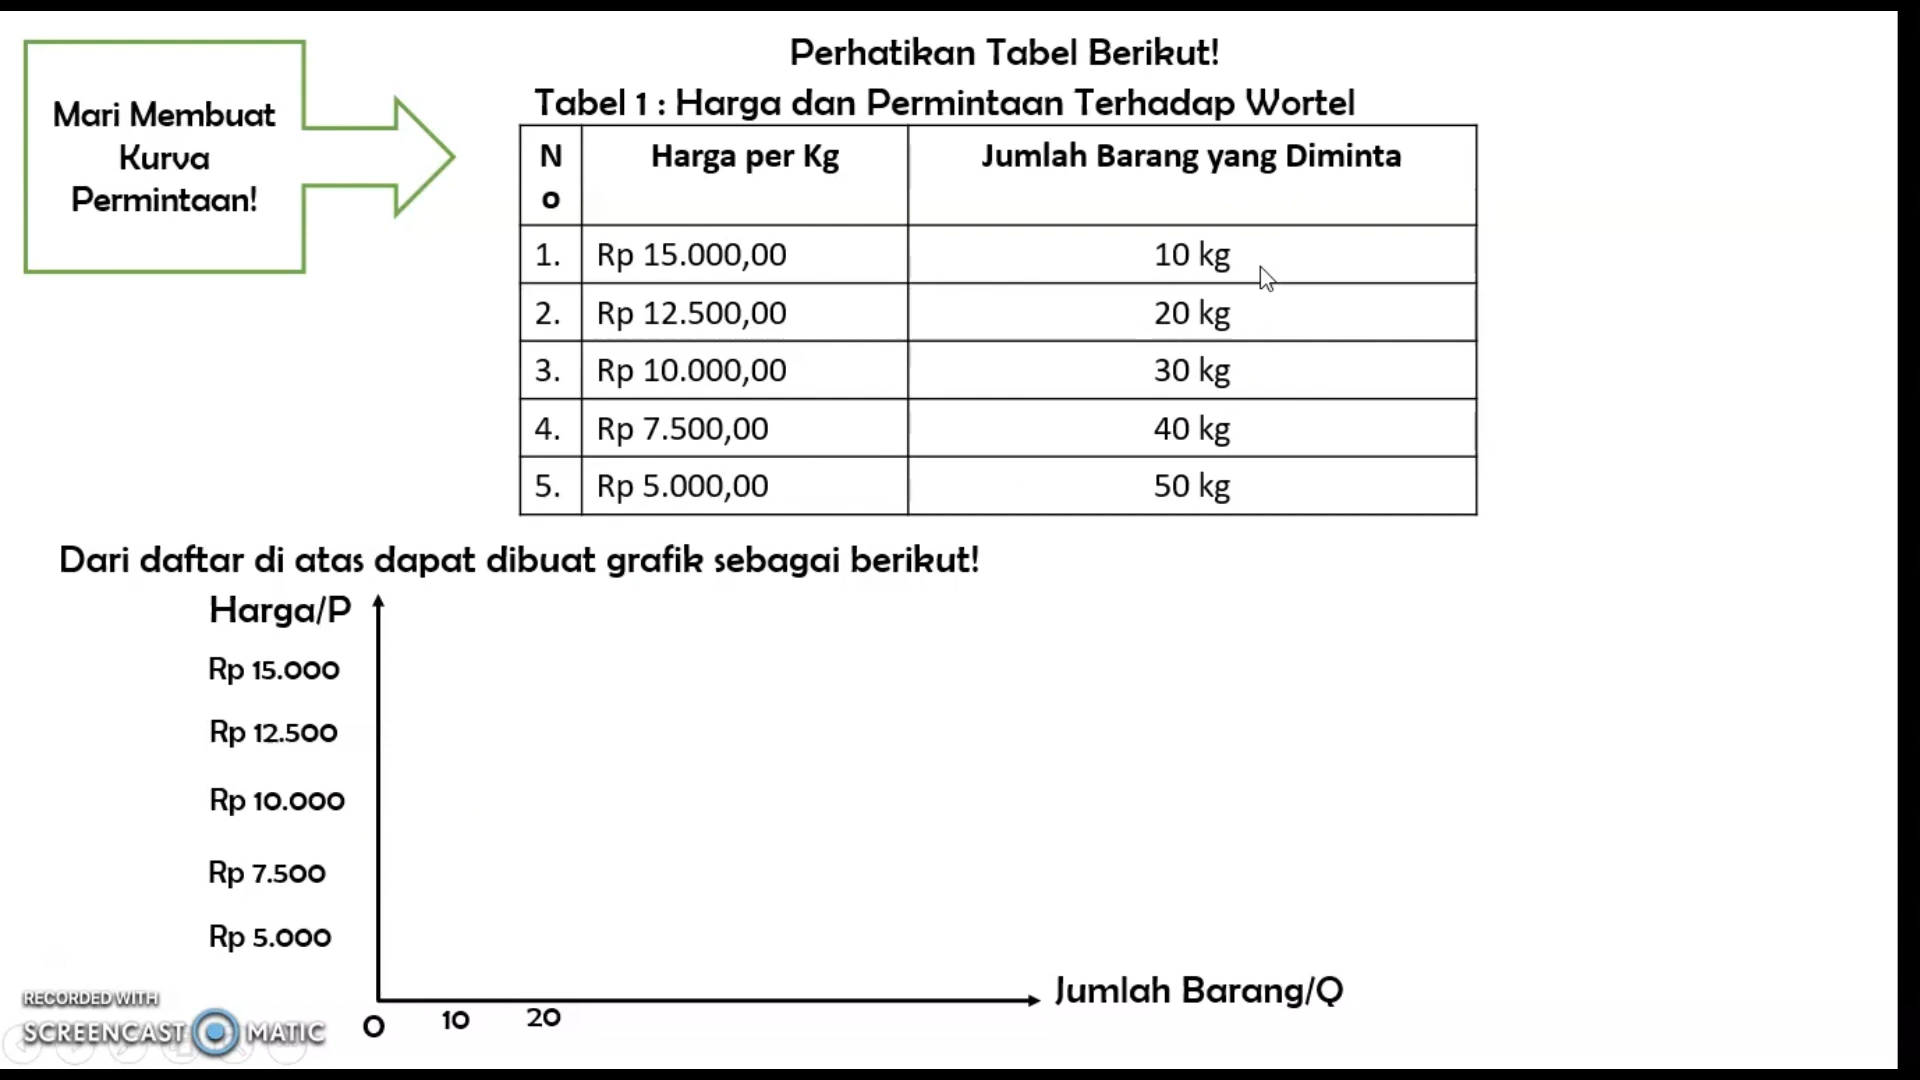 Mari Membuat
Kurva
Permintaan!
Perhatikan Tabel Berikut!
Tabel 1 : Harga dan Permintaan Terhadap Wortel
N
o
Harga per Kg
Jumlah Barang yang Diminta
1. Rp 15.000,00 10 kg
2. Rp 12.500,00 20 kg
3. Rp 10.000,00 30 kg
4. Rp 7.500,00 40 kg
5. Rp 5.000,00 50 kg
Dari daftar di atas dapat dibuat grafik sebagai berikut!
Harga/P
Rp 15.000
Rp 12.500
Rp 10.000
Rp 7.500
Rp 5.000
Jumlah Barang/Q
0 10 20
RECORDED WITH
SCREENCAST MATIC